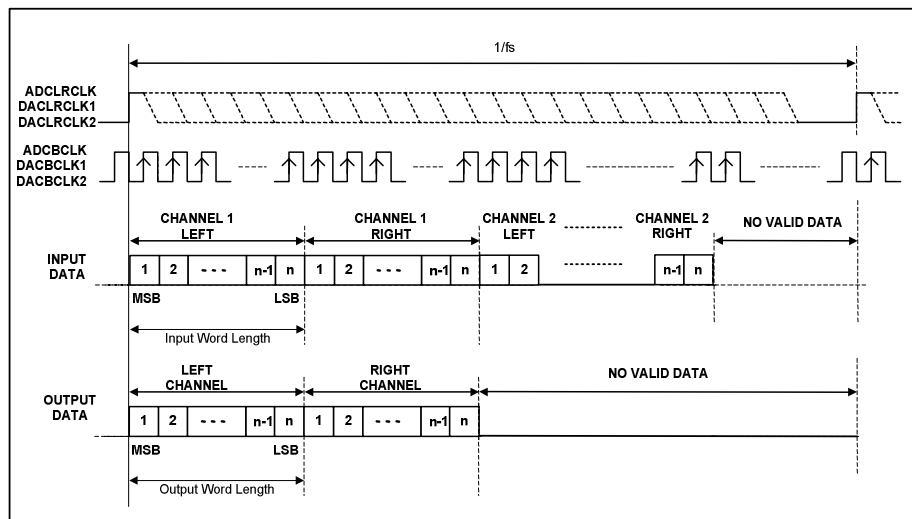 1/fs
ADCLRCLK
DACLRCLK1
DACLRCLK2
ADCBCLK
DACBCLK1
DACBCLK2
CHANNEL 1
LEFT
CHANNEL 1
RIGHT
CHANNEL 2
LEFT
CHANNEL 2
RIGHT
NO VALID DATA
INPUT
DATA
1 2 - - - n-1 n 1 2 - - - n-1 n 1 2 n-1 n
MSB LSB
Input Word Length
LEFT
CHANNEL
RIGHT
CHANNEL
NO VALID DATA
OUTPUT
DATA
1 2 - - - n-1 n 1 2 - - - n-1 n
MSB LSB
Output Word Length